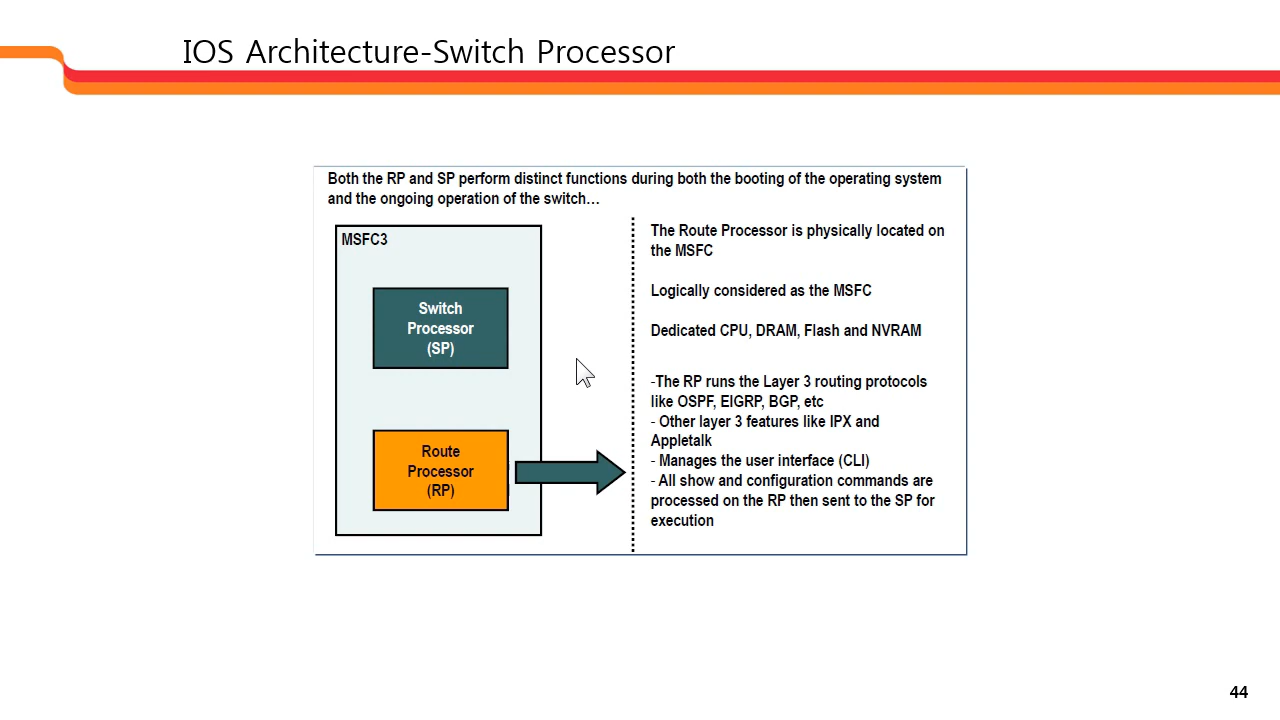 IOS Architecture-Switch Processor
Both the RP and SP perform distinct functions during both the booting of the operating system
and the ongoing operation of the switch…
MSFC3
Switch
Processor
(SP)
Route
Processor
(RP)
The Route Processor is physically located on
the MSFC
Logically considered as the MSFC
Dedicated CPU, DRAM, Flash and NVRAM
-The RP runs the Layer 3 routing protocols
like OSPF, EIGRP, BGP, etc
- Other layer 3 features like IPX and
Appletalk
- Manages the user interface (CLI)
- All show and configuration commands are
processed on the RP then sent to the SP for
execution
44